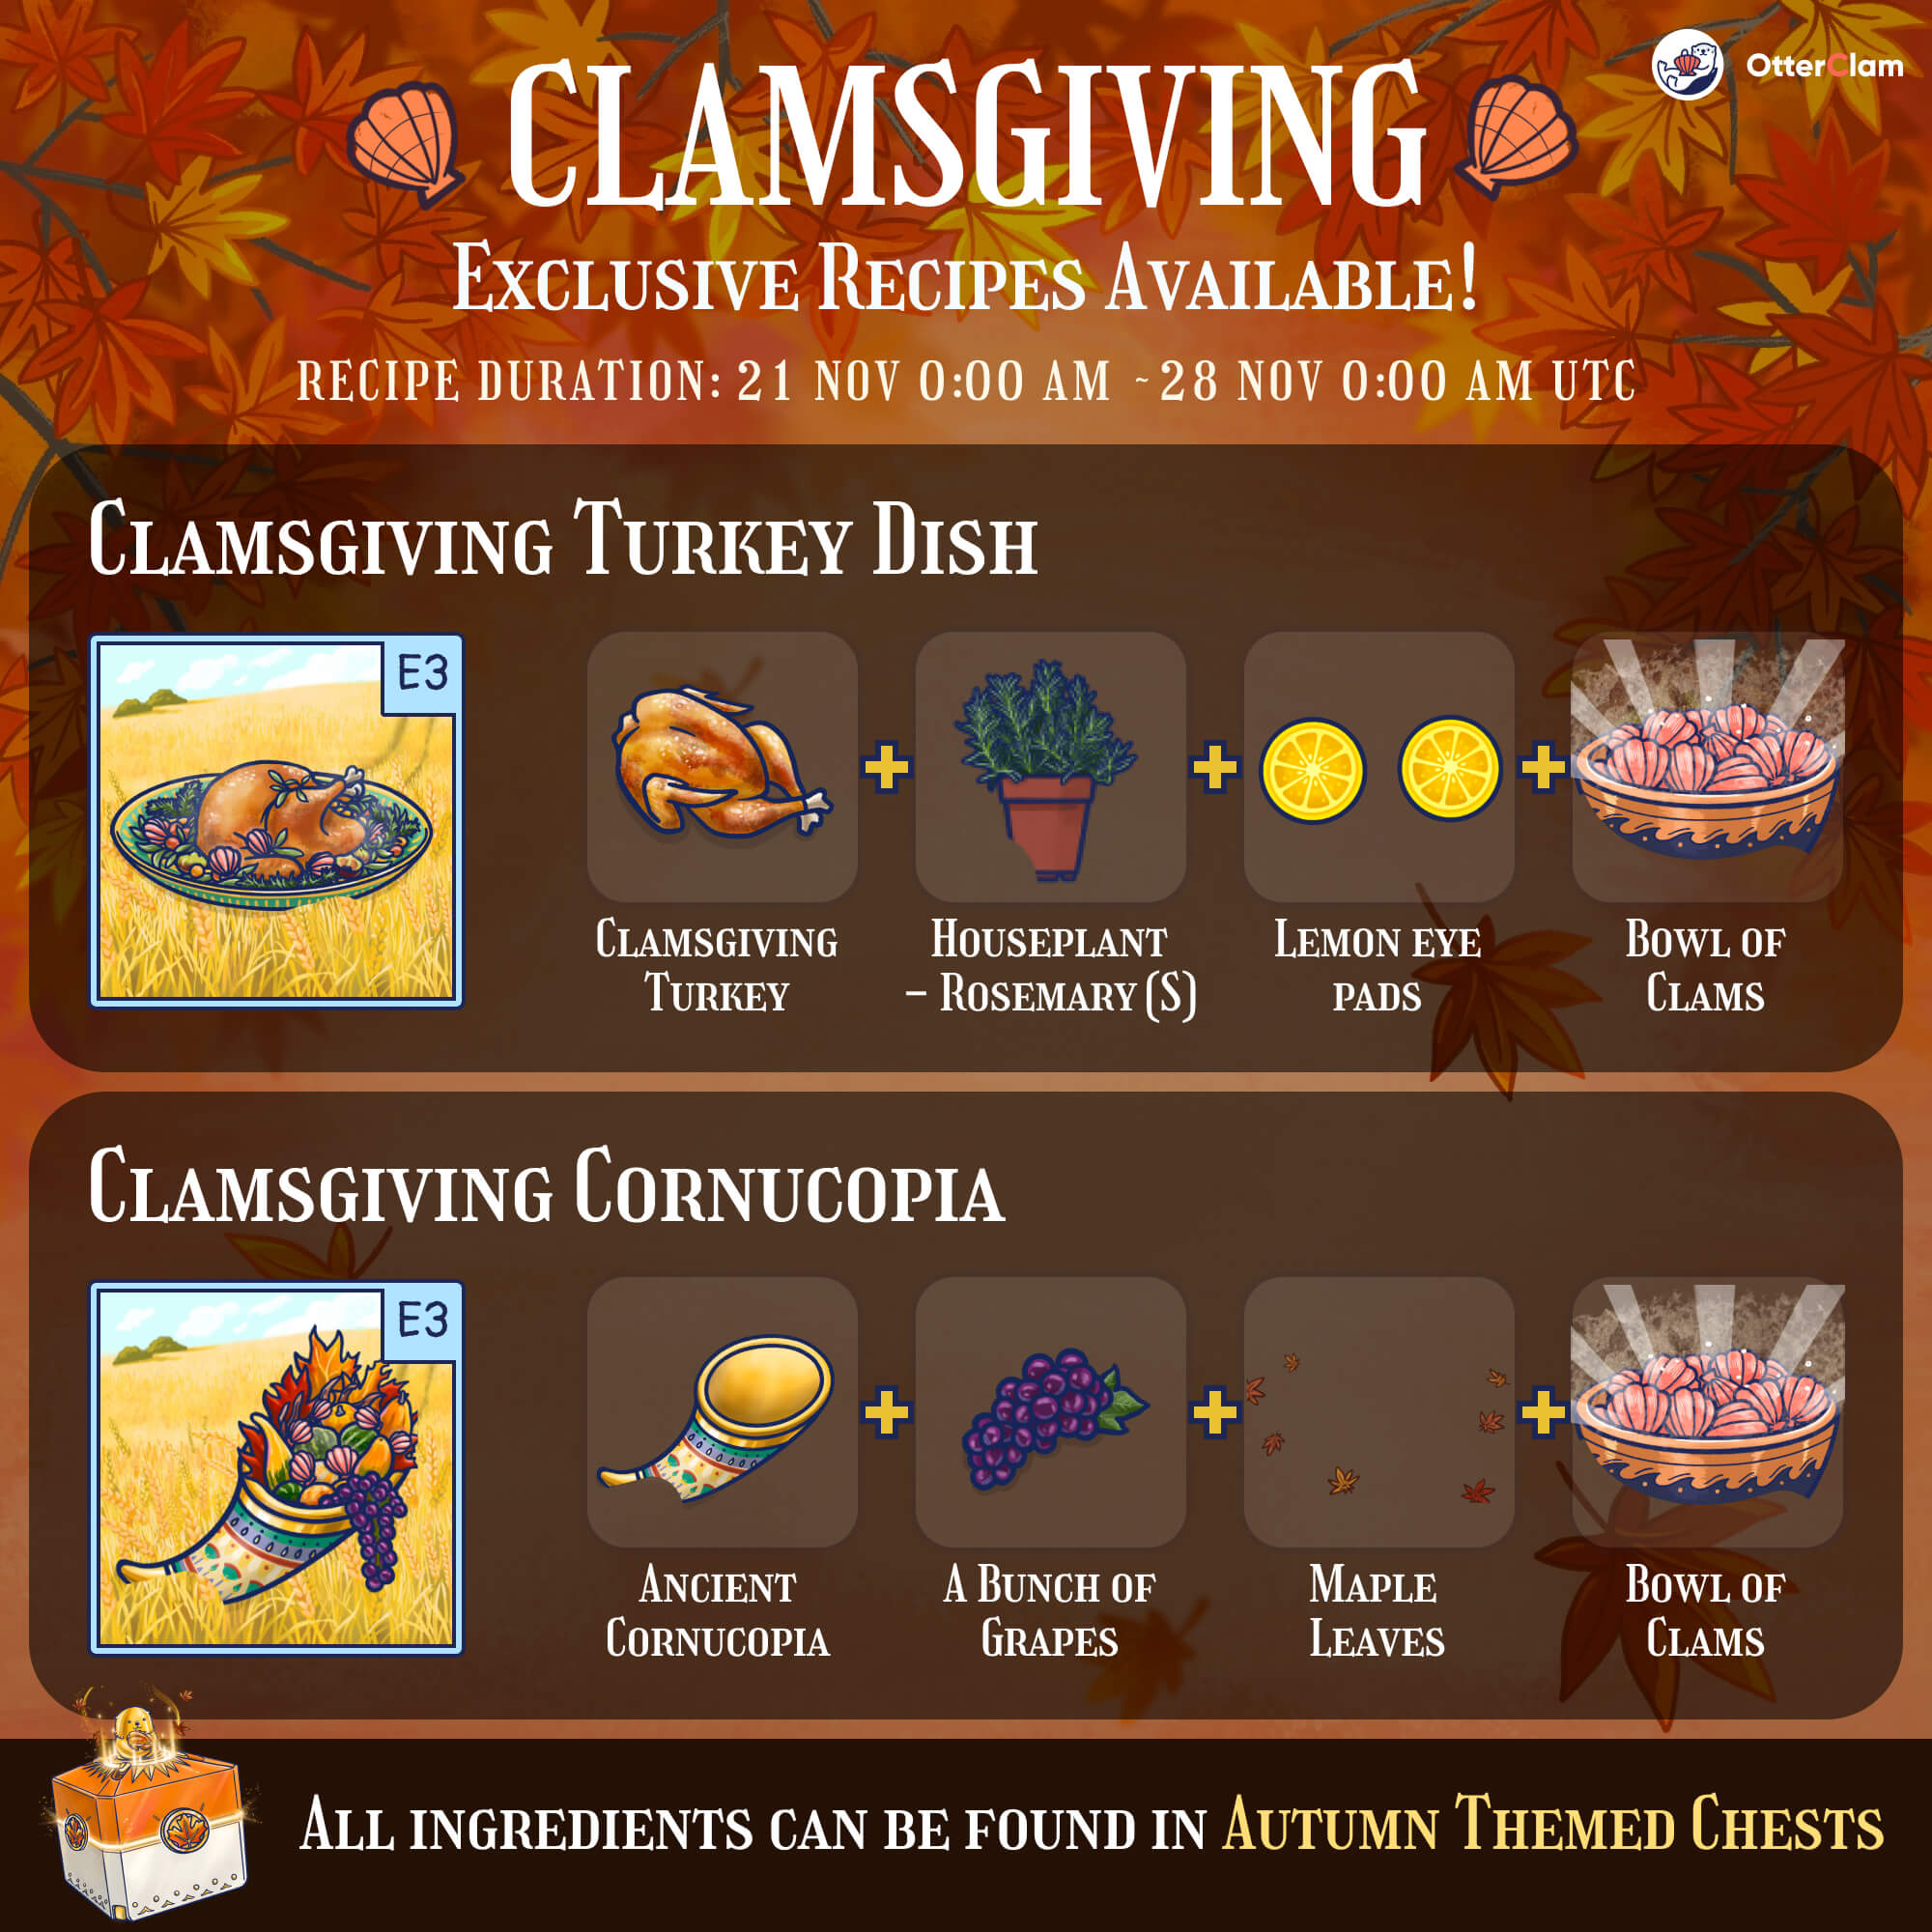 OtterClam
CLAMSGIVING
EXCLUSIVE RECIPES AVAILABLE!
RECIPE DURATION: 21 NOV 0:00 AM ~28 NOV 0:00 AM UTC
CLAMSGIVING TURKEY DISH
E3
CLAMSGIVING
TURKEY
HOUSEPLANT
– ROSEMARY (S)
LEMON EYE
PADS
BOWL OF
CLAMS
CLAMSGIVING CORNUCOPIA
E3
ANCIENT
CORNUCOPIA
A BUNCH OF
GRAPES
MAPLE
LEAVES
BOWL OF
CLAMS
ALL INGREDIENTS CAN BE FOUND IN AUTUMN THEMED CHESTS